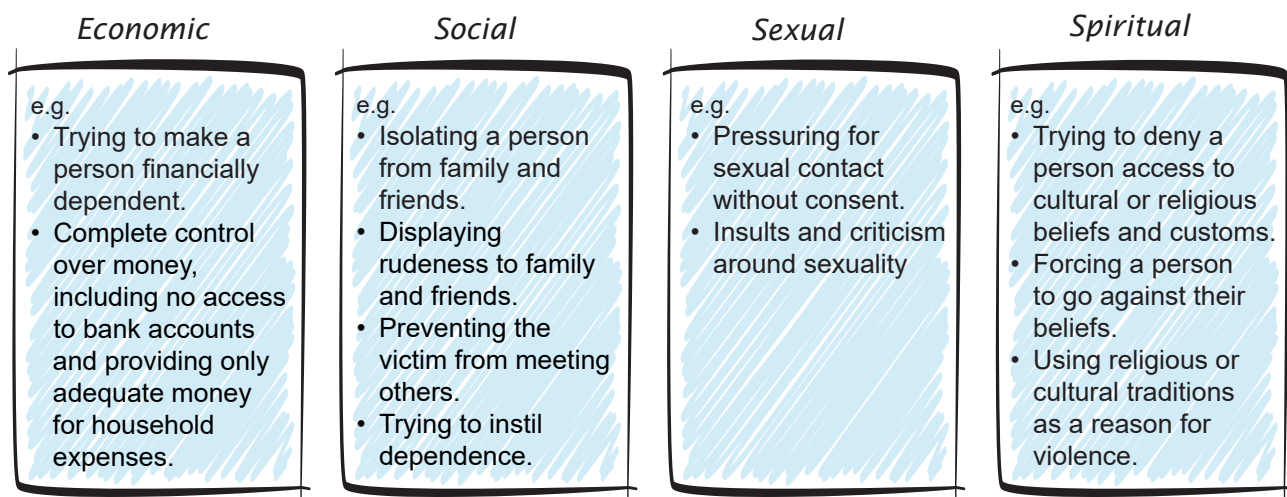 Economic
e.g.
• Trying to make a
person financially
dependent.
• Complete control
over money,
including no access
to bank accounts
and providing only
adequate money
for household
expenses.
Social
e.g.
• Isolating a person
from family and
friends.
• Displaying
rudeness to family
and friends.
• Preventing the
victim from meeting
others.
• Trying to instil
dependence.
Sexual
e.g.
• Pressuring for
sexual contact
without consent.
• Insults and criticism
around sexuality
Spiritual
e.g.
• Trying to deny a
person access to
cultural or religious
beliefs and customs.
• Forcing a person
to go against their
beliefs.
• Using religious or
cultural traditions
as a reason for
violence.